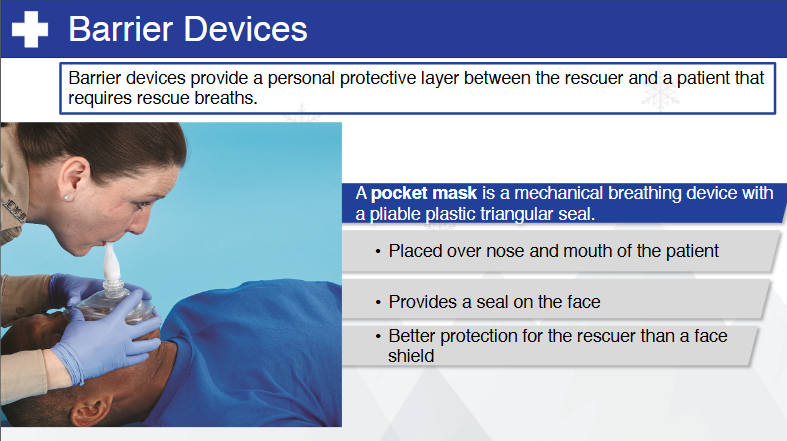 Barrier Devices
Barrier devices provide a personal protective layer between the rescuer and a patient that
requires rescue breaths.
A pocket mask is a mechanical breathing device with
a pliable plastic triangular seal.
• Placed over nose and mouth of the patient
• Provides a seal on the face
• Better protection for the rescuer than a face
shield
EMS